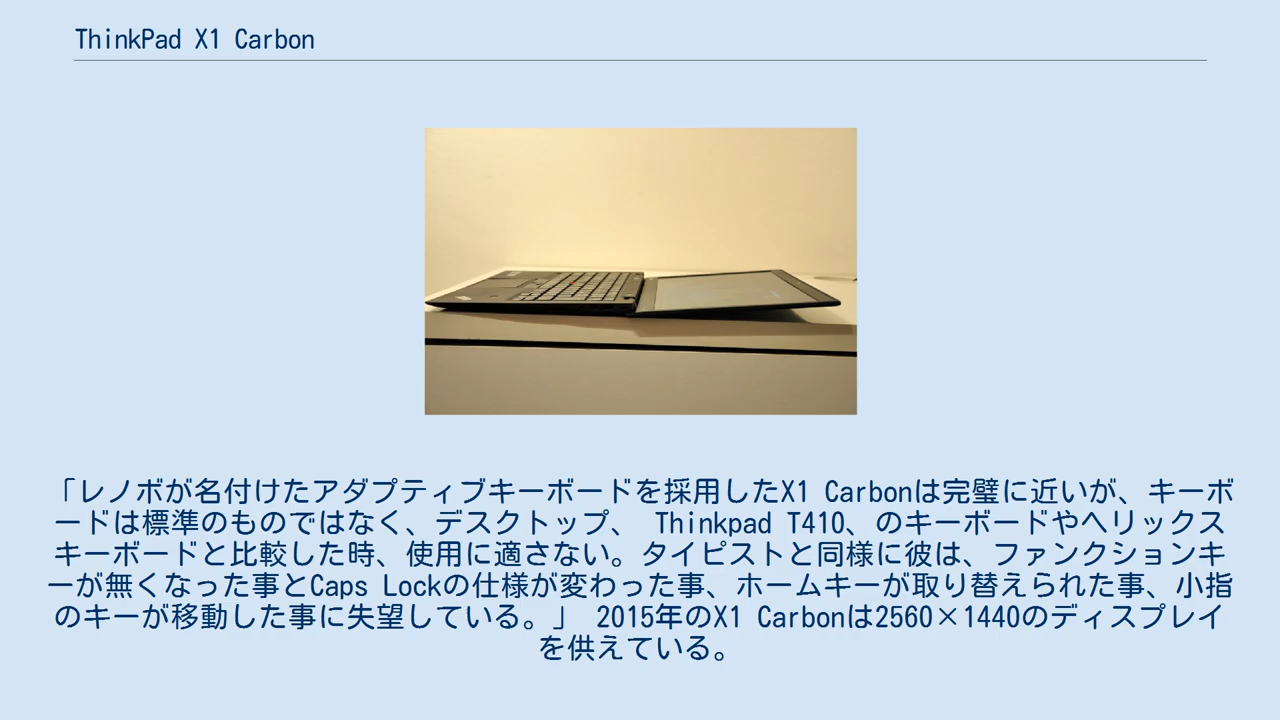 ThinkPad X1 Carbon
「レノボが名付けたアダプティブキーボードを採用したX1 Carbonは完璧に近いが、キーボ
ードは標準のものではなく、デスクトップ、 Thinkpad T410、のキーボードやヘリックス
キーボードと比較した時、使用に適さない。タイピストと同様に彼は、ファンクションキ
ーが無くなった事とCaps Lockの仕様が変わった事、ホームキーが取り替えられた事、小指
のキーが移動した事に失望している。」 2015年のX1 Carbonは2560×1440のディスプレイ
を供えている。